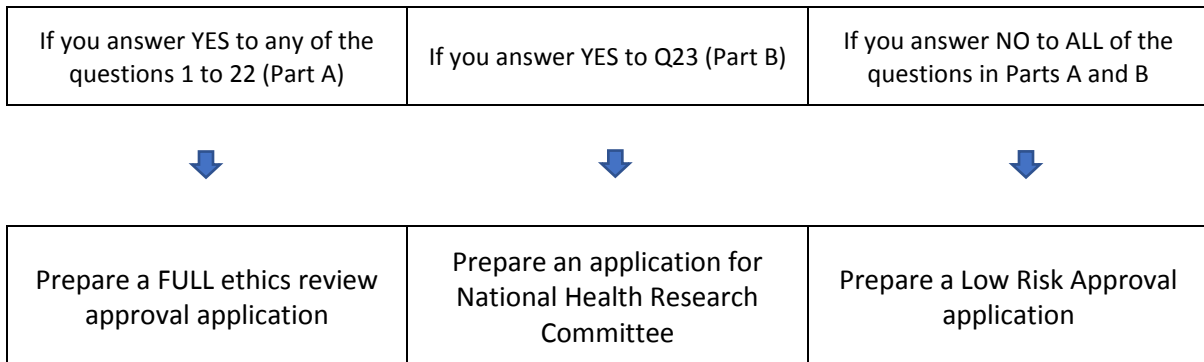 If you answer YES to any of the
questions 1 to 22 (Part A)
If you answer YES to Q23 (Part B)
If you answer NO to ALL of the
questions in Parts A and B
Prepare a FULL ethics review
approval application
Prepare an application for
National Health Research
Committee
Prepare a Low Risk Approval
application